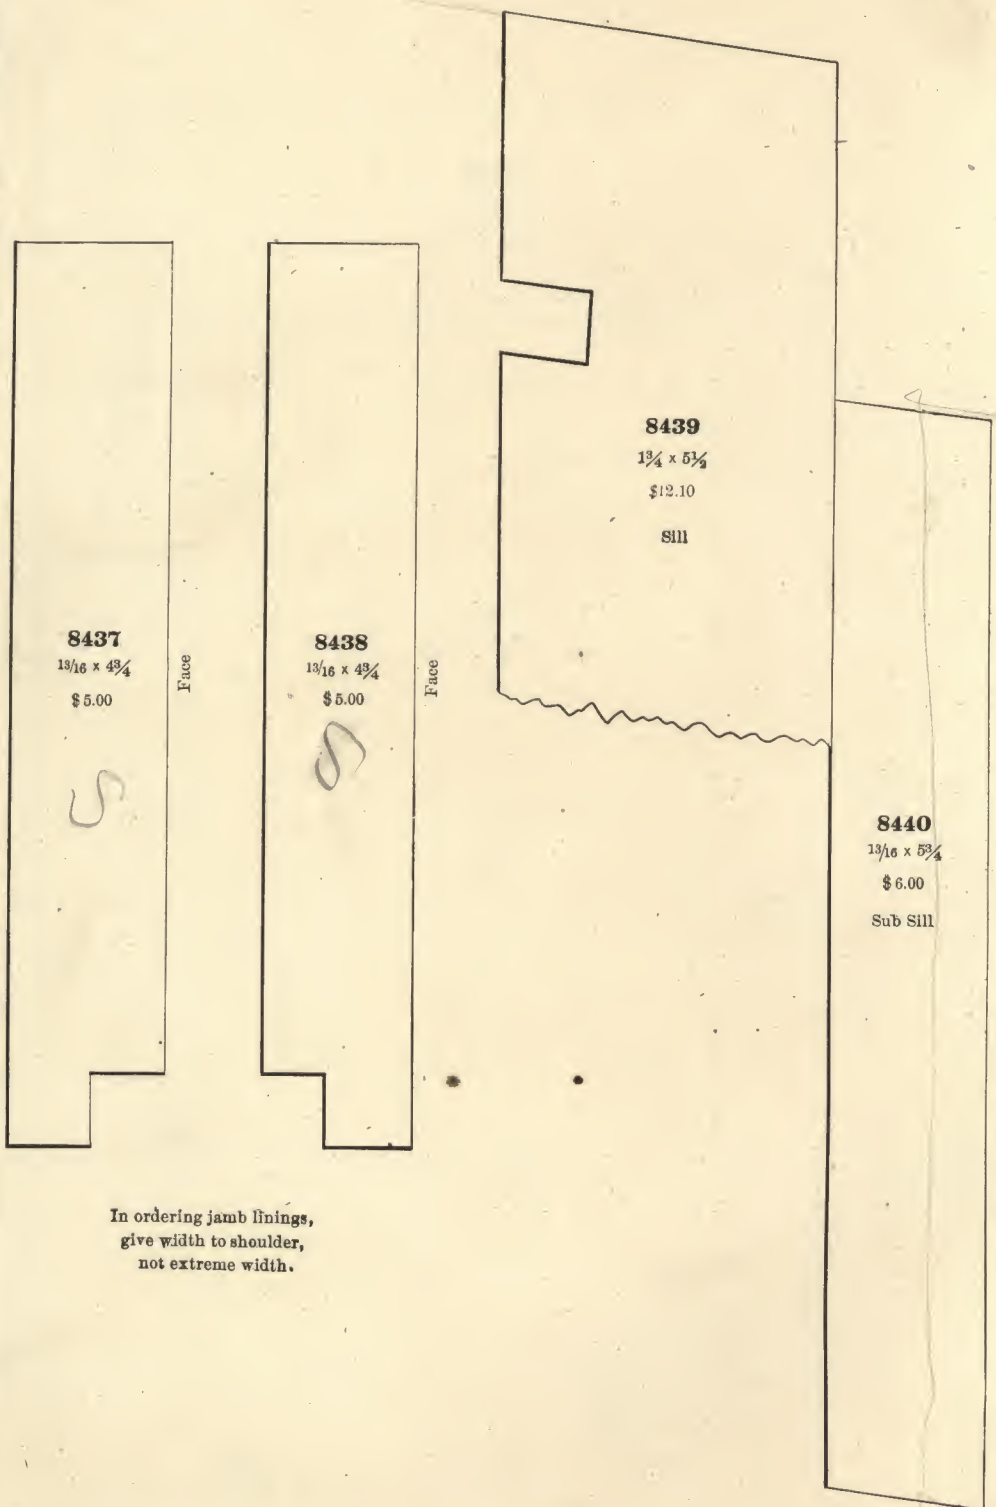 8437
13/16 x 4¾
$5.00
Face
8438
13/16 x 4¾
$5.00
Face
8439
1¾ x 5½
$12.10
Sill
8440
13/16 x 5¾
$6.00
Sub Sill
S
S
In ordering jamb linings,
give width to shoulder,
not extreme width.